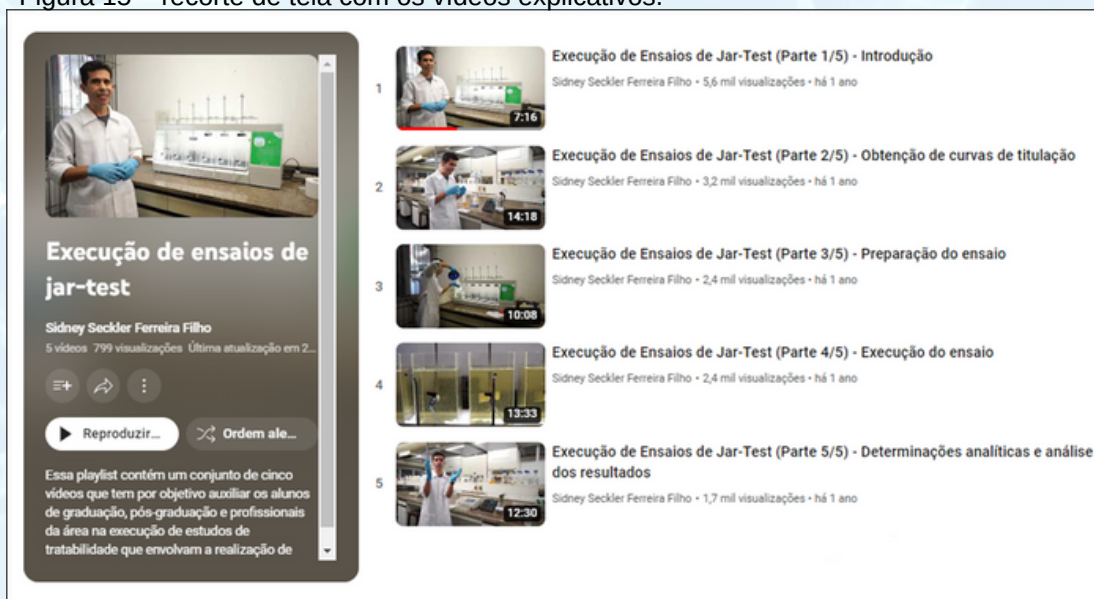 Figura 15 - recorte de tela com os vídeos explicativos.
Execução de ensaios de
jar-test
Sidney Seckler Ferreira Filho
5 vídeos 799 visualizações Última atualização em 2...
Reproduzir...
Ordem ale...
Essa playlist contém um conjunto de cinco
vídeos que tem por objetivo auxiliar os alunos
de graduação, pós-graduação e profissionais
da área na execução de estudos de
tratabilidade que envolvam a realização de
1
7:16
Execução de Ensaios de Jar-Test (Parte 1/5) - Introdução
Sidney Seckler Ferreira Filho • 5,6 mil visualizações • há 1 ano
2
14:18
Execução de Ensaios de Jar-Test (Parte 2/5) - Obtenção de curvas de titulação
Sidney Seckler Ferreira Filho • 3,2 mil visualizações • há 1 ano
3
10:08
Execução de Ensaios de Jar-Test (Parte 3/5) - Preparação do ensaio
Sidney Seckler Ferreira Filho • 2,4 mil visualizações • há 1 ano
4
13:33
Execução de Ensaios de Jar-Test (Parte 4/5) - Execução do ensaio
Sidney Seckler Ferreira Filho • 2,4 mil visualizações • há 1 ano
5
12:30
Execução de Ensaios de Jar-Test (Parte 5/5) - Determinações analíticas e análise
dos resultados
Sidney Seckler Ferreira Filho • 1,7 mil visualizações • há 1 ano